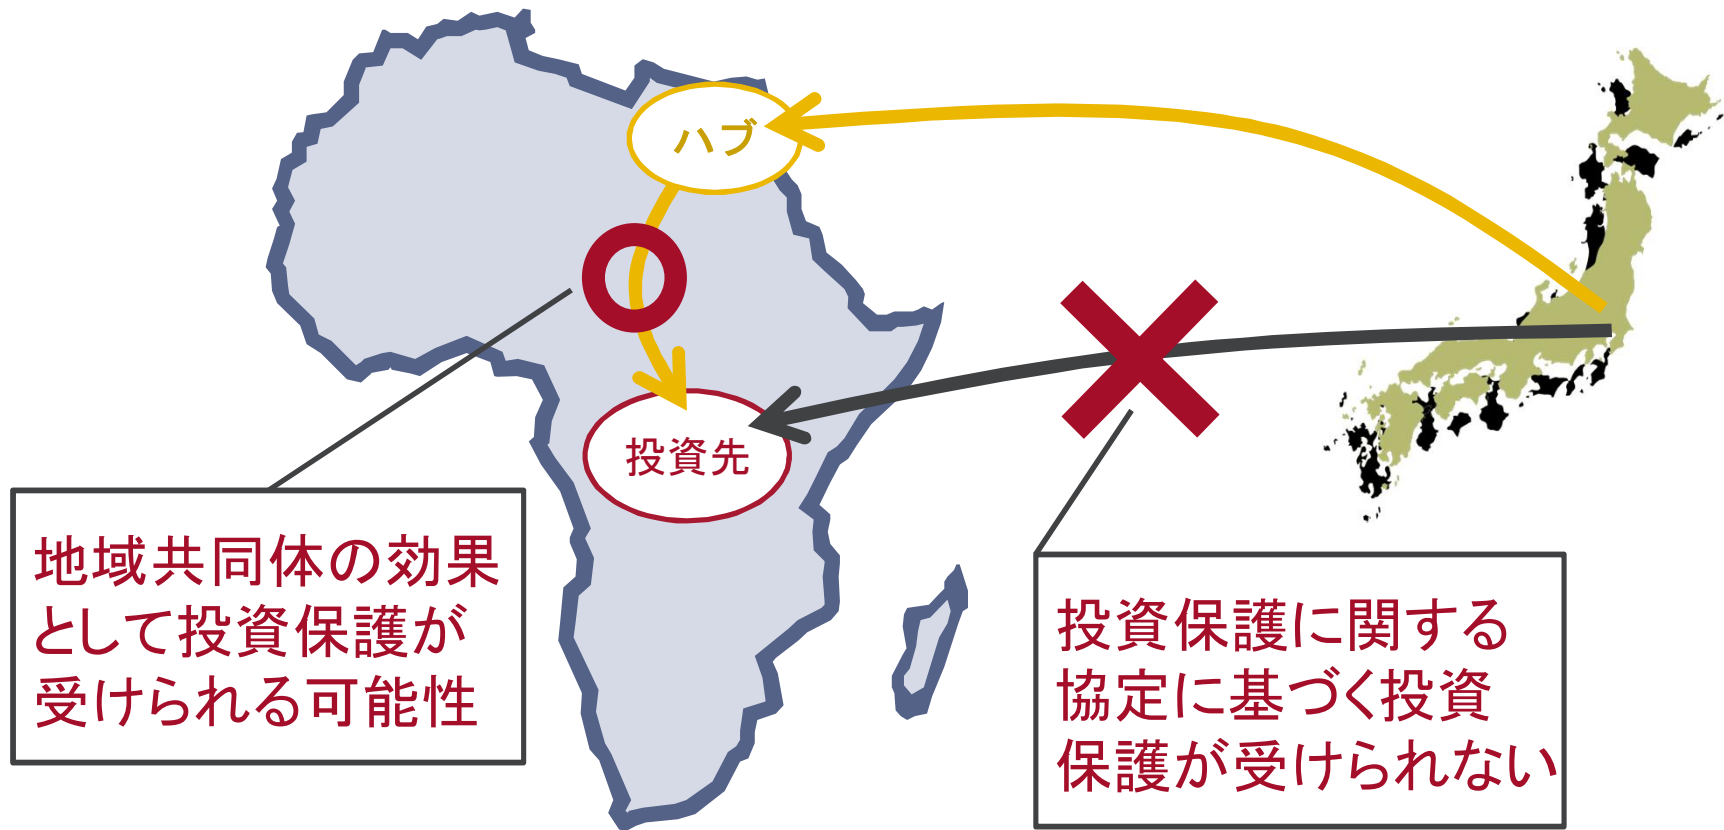 ハブ
投資先
地域共同体の効果
として投資保護が
受けられる可能性
投資保護に関する
協定に基づく投資
保護が受けられない